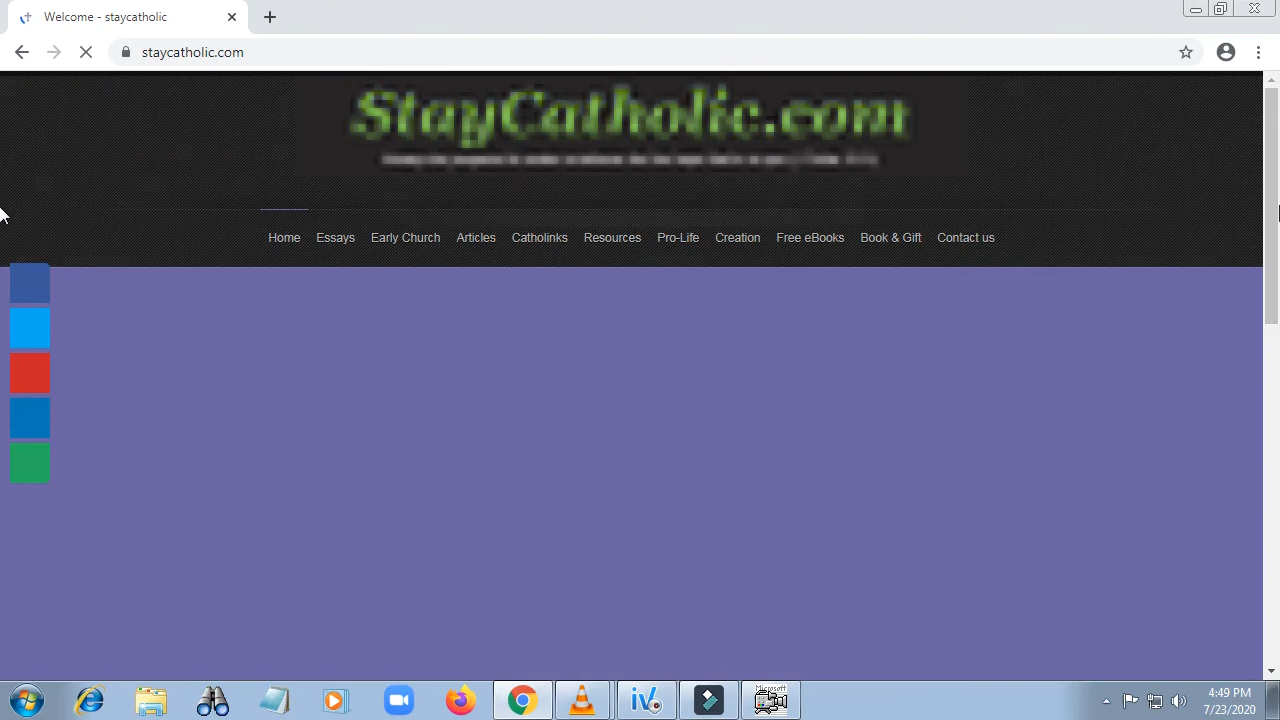 Welcome - staycatholic
staycatholic.com
StayCatholic.com
Home Essays Early Church Articles Catholinks Resources Pro-Life Creation Free eBooks Book & Gift Contact us
Microsoft
4:49 PM
7/23/2020